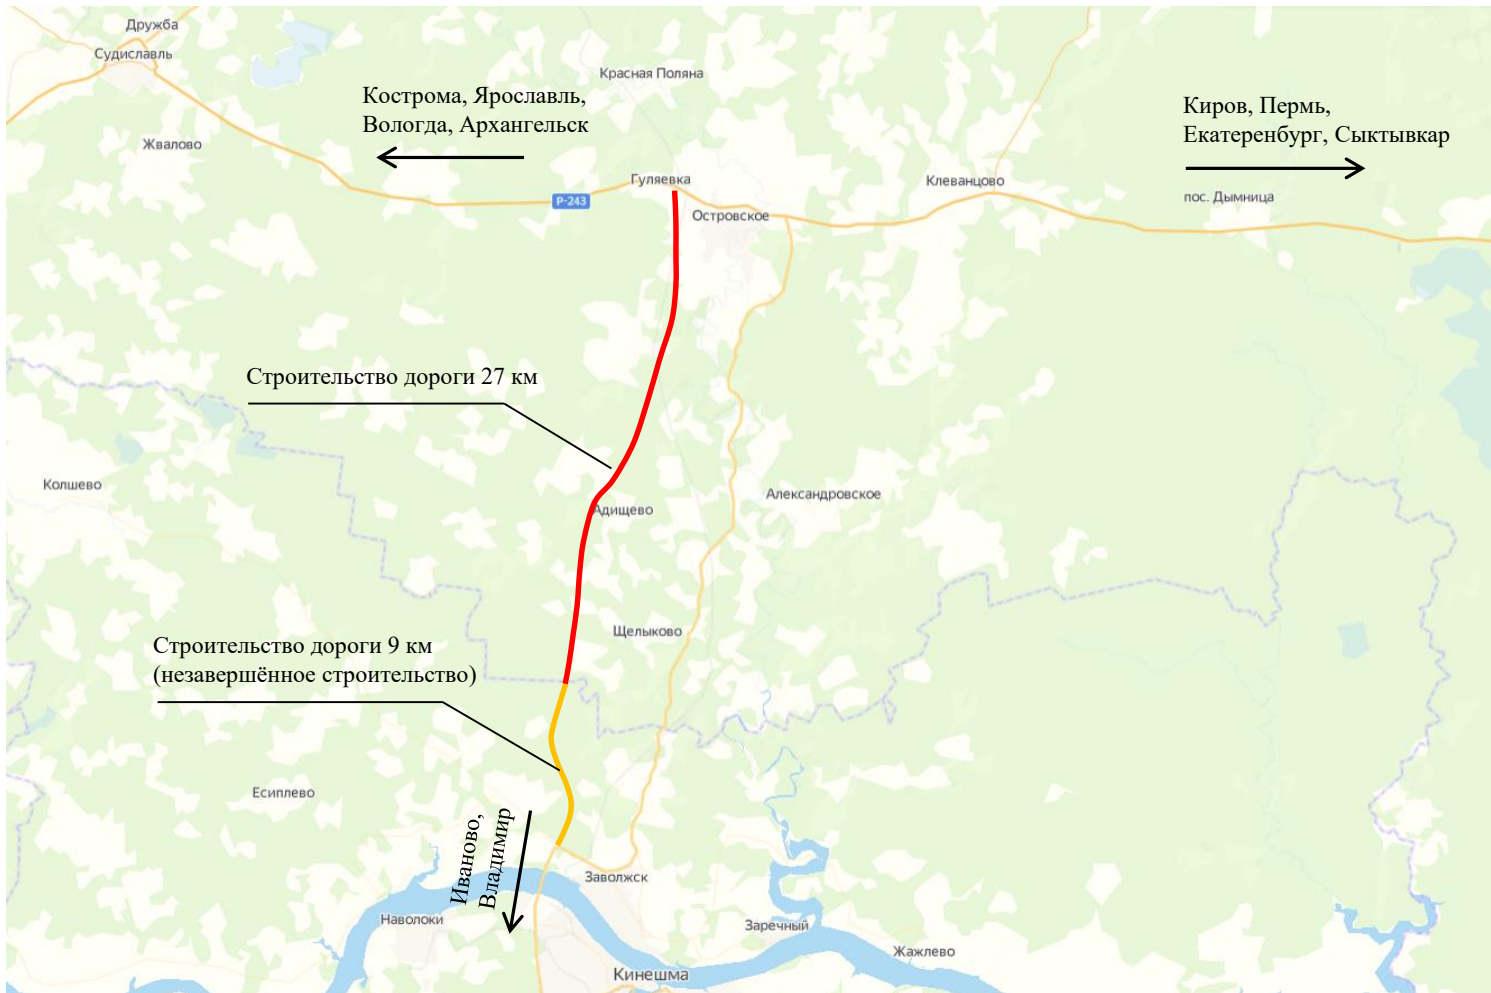 Дружба
Судиславль
Красная Поляна
Кострома, Ярославль,
Вологда, Архангельск
Киров, Пермь,
Екатеренбург, Сыктывкар
Жвалово
Гуляевка
Клеванцово
пос. Дымница
Р-243
Островское
Строительство дороги 27 км
Колшево
Александровское
Адищево
Щелыково
Строительство дороги 9 км
(незавершённое строительство)
Есиплево
Иваново,
Владимир
Заволжск
Наволоки
Заречный
Жажлево
Кинешма